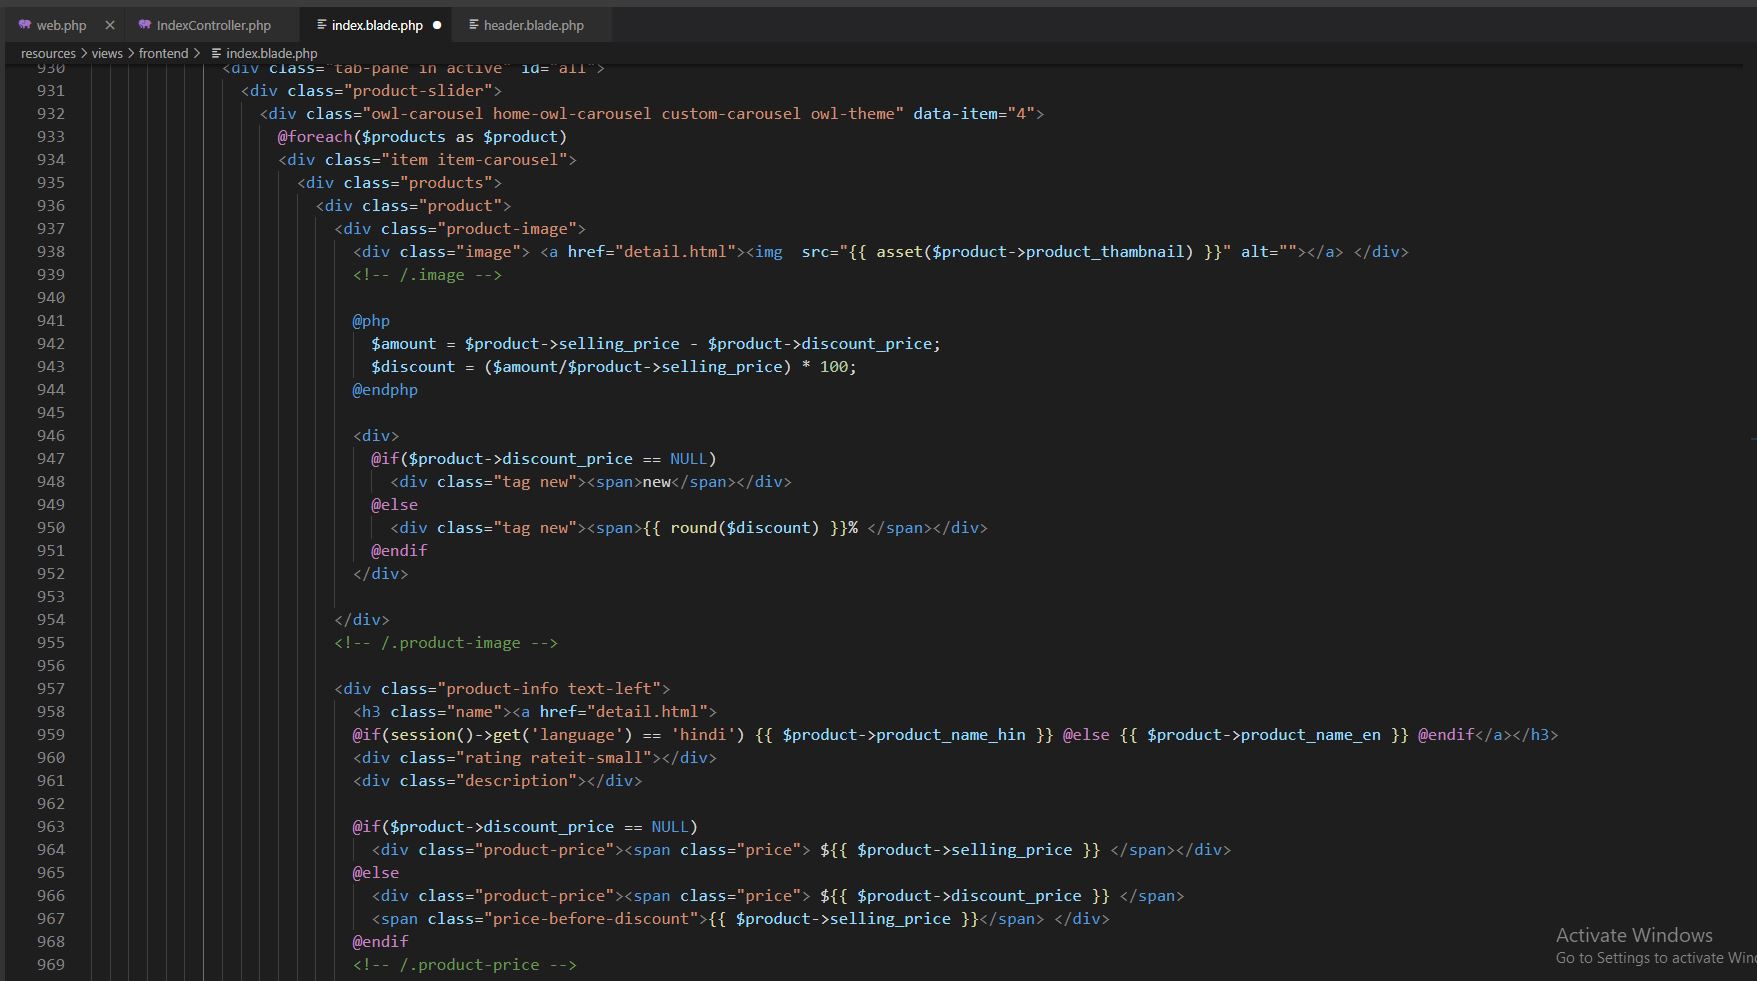 web.php
IndexController.php
index.blade.php
header.blade.php
resources > views > frontend > index.blade.php
930 <div class="tab-pane in active" id="all">
931 <div class="product-slider">
932 <div class="owl-carousel home-owl-carousel custom-carousel owl-theme" data-item="4">
933 @foreach($products as $product)
934 <div class="item item-carousel">
935 <div class="products">
936 <div class="product">
937 <div class="product-image">
938 <div class="image"> <a href="detail.html"><img  src="{{ asset($product->product_thambnail) }}" alt=""></a> </div>
939 <!-- /.image -->
940
941 @php
942 $amount = $product->selling_price - $product->discount_price;
943 $discount = ($amount/$product->selling_price) * 100;
944 @endphp
945
946 <div>
947 @if($product->discount_price == NULL)
948 <div class="tag new"><span>new</span></div>
949 @else
950 <div class="tag new"><span>{{ round($discount) }}% </span></div>
951 @endif
952 </div>
953
954 </div>
955 <!-- /.product-image -->
956
957 <div class="product-info text-left">
958 <h3 class="name"><a href="detail.html">
959 @if(session()->get('language') == 'hindi') {{ $product->product_name_hin }} @else {{ $product->product_name_en }} @endif</a></h3>
960 <div class="rating rateit-small"></div>
961 <div class="description"></div>
962
963 @if($product->discount_price == NULL)
964 <div class="product-price"><span class="price"> ${{ $product->selling_price }} </span></div>
965 @else
966 <div class="product-price"><span class="price"> ${{ $product->discount_price }} </span>
967 <span class="price-before-discount">{{ $product->selling_price }}</span> </div>
968 @endif
969 <!-- /.product-price -->
Activate Windows
Go to Settings to activate Win